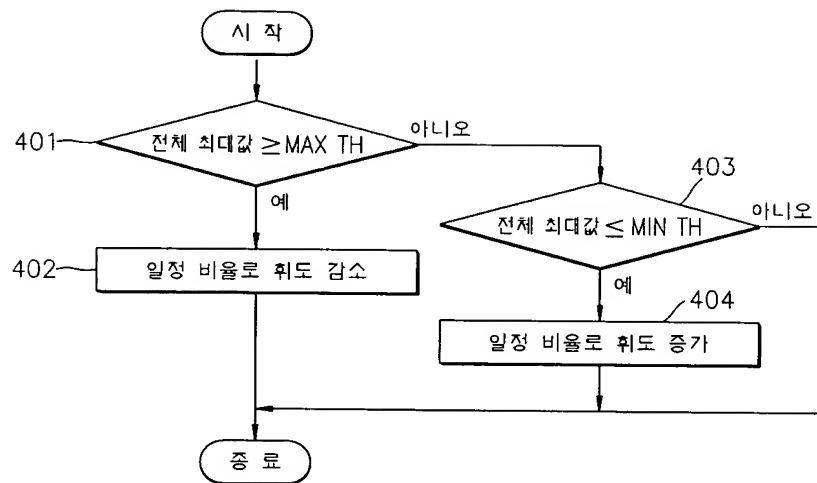 시 작
401
전체 최대값 ≥ MAX TH
아니오
예
402
일정 비율로 휘도 감소
403
전체 최대값 ≤ MIN TH
아니오
예
404
일정 비율로 휘도 증가
종 료